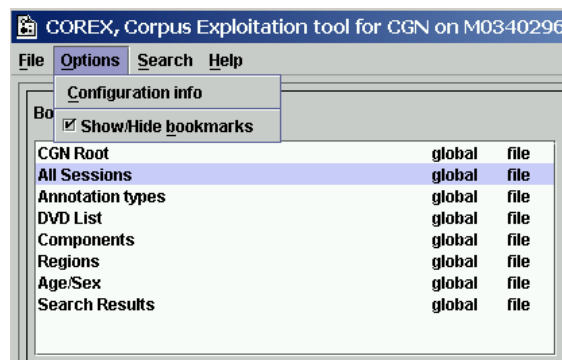 COREX, Corpus Exploitation tool for CGN on M0340296
File Options Search Help
Configuration info
Bo
Show/Hide bookmarks
CGN Root global file
All Sessions global file
Annotation types global file
DVD List global file
Components global file
Regions global file
Age/Sex global file
Search Results global file